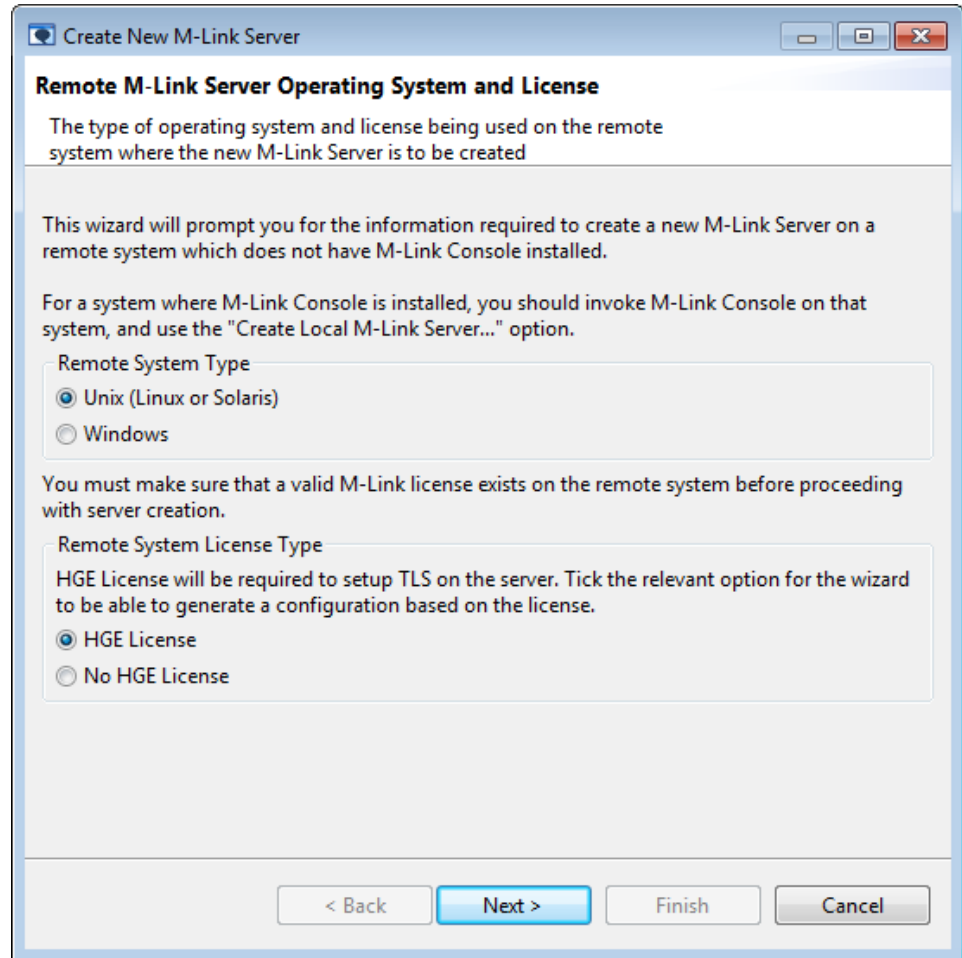 Create New M-Link Server
Remote M-Link Server Operating System and License
The type of operating system and license being used on the remote
system where the new M-Link Server is to be created
This wizard will prompt you for the information required to create a new M-Link Server on a
remote system which does not have M-Link Console installed.
For a system where M-Link Console is installed, you should invoke M-Link Console on that
system, and use the "Create Local M-Link Server..." option.
Remote System Type
Unix (Linux or Solaris)
Windows
You must make sure that a valid M-Link license exists on the remote system before proceeding
with server creation.
Remote System License Type
HGE License will be required to setup TLS on the server. Tick the relevant option for the wizard
to be able to generate a configuration based on the license.
HGE License
No HGE License
< Back Next > Finish Cancel